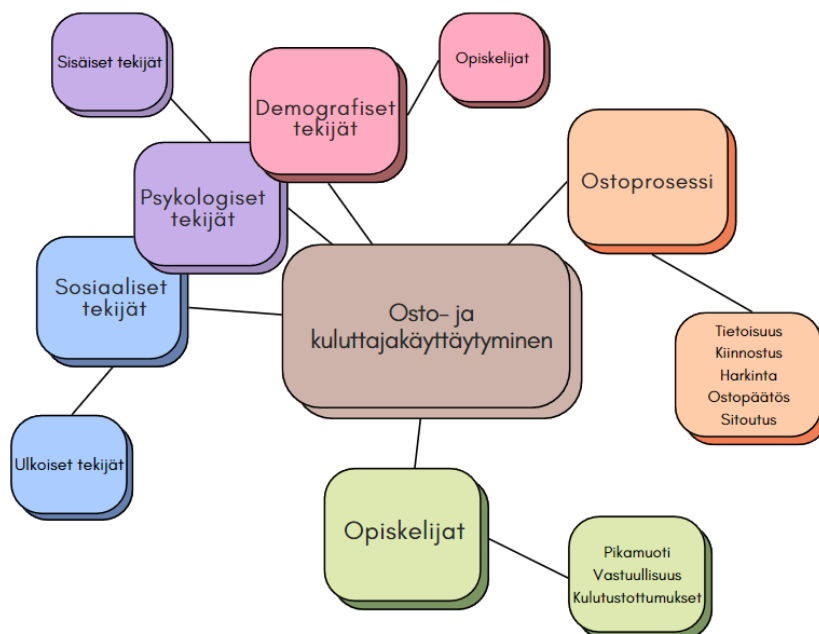 Sisäiset tekijät
Demografiset
tekijät
Opiskelijat
Psykologiset
tekijät
Ostoprosessi
Sosiaaliset
tekijät
Osto- ja
kuluttajakäyttäytyminen
Tietoisuus
Kiinnostus
Harkinta
Ostopäätös
Sitoutus
Ulkoiset tekijät
Opiskelijat
Pikamuoti
Vastuullisuus
Kulutustottumukset